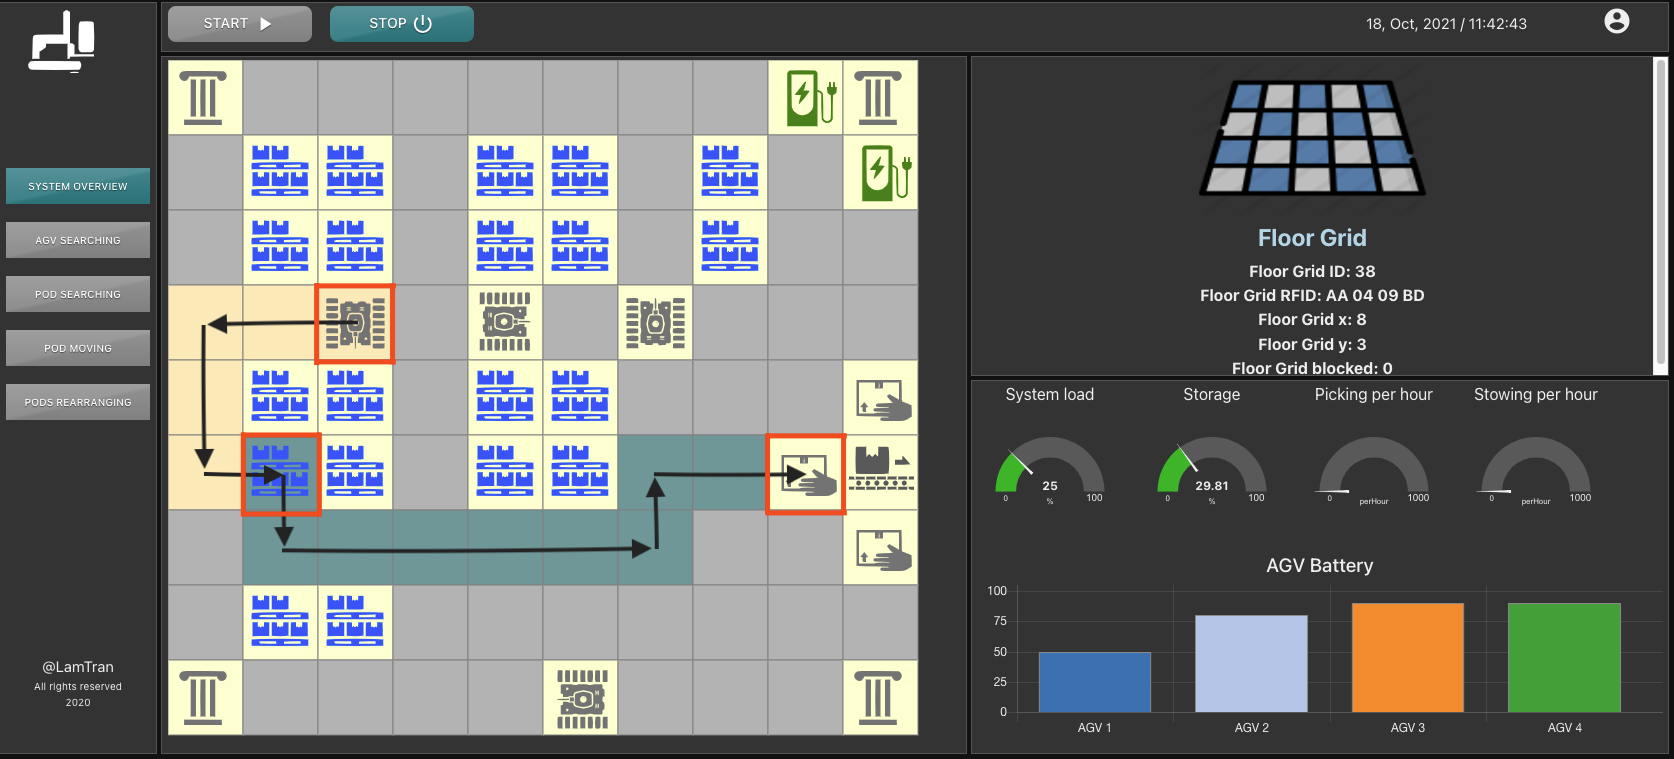 START
STOP
18, Oct, 2021 / 11:42:43
SYSTEM OVERVIEW
AGV SEARCHING
POD SEARCHING
POD MOVING
PODS REARRANGING
@LamTran
All rights reserved
2020
Floor Grid
Floor Grid ID: 38
Floor Grid RFID: AA 04 09 BD
Floor Grid x: 8
Floor Grid y: 3
Floor Grid blocked: 0
System load
Storage
Picking per hour
Stowing per hour
25
%
0
100
29.81
%
0
100
0
perHour
1000
0
perHour
1000
AGV Battery
100
75
50
25
0
AGV 1
AGV 2
AGV 3
AGV 4